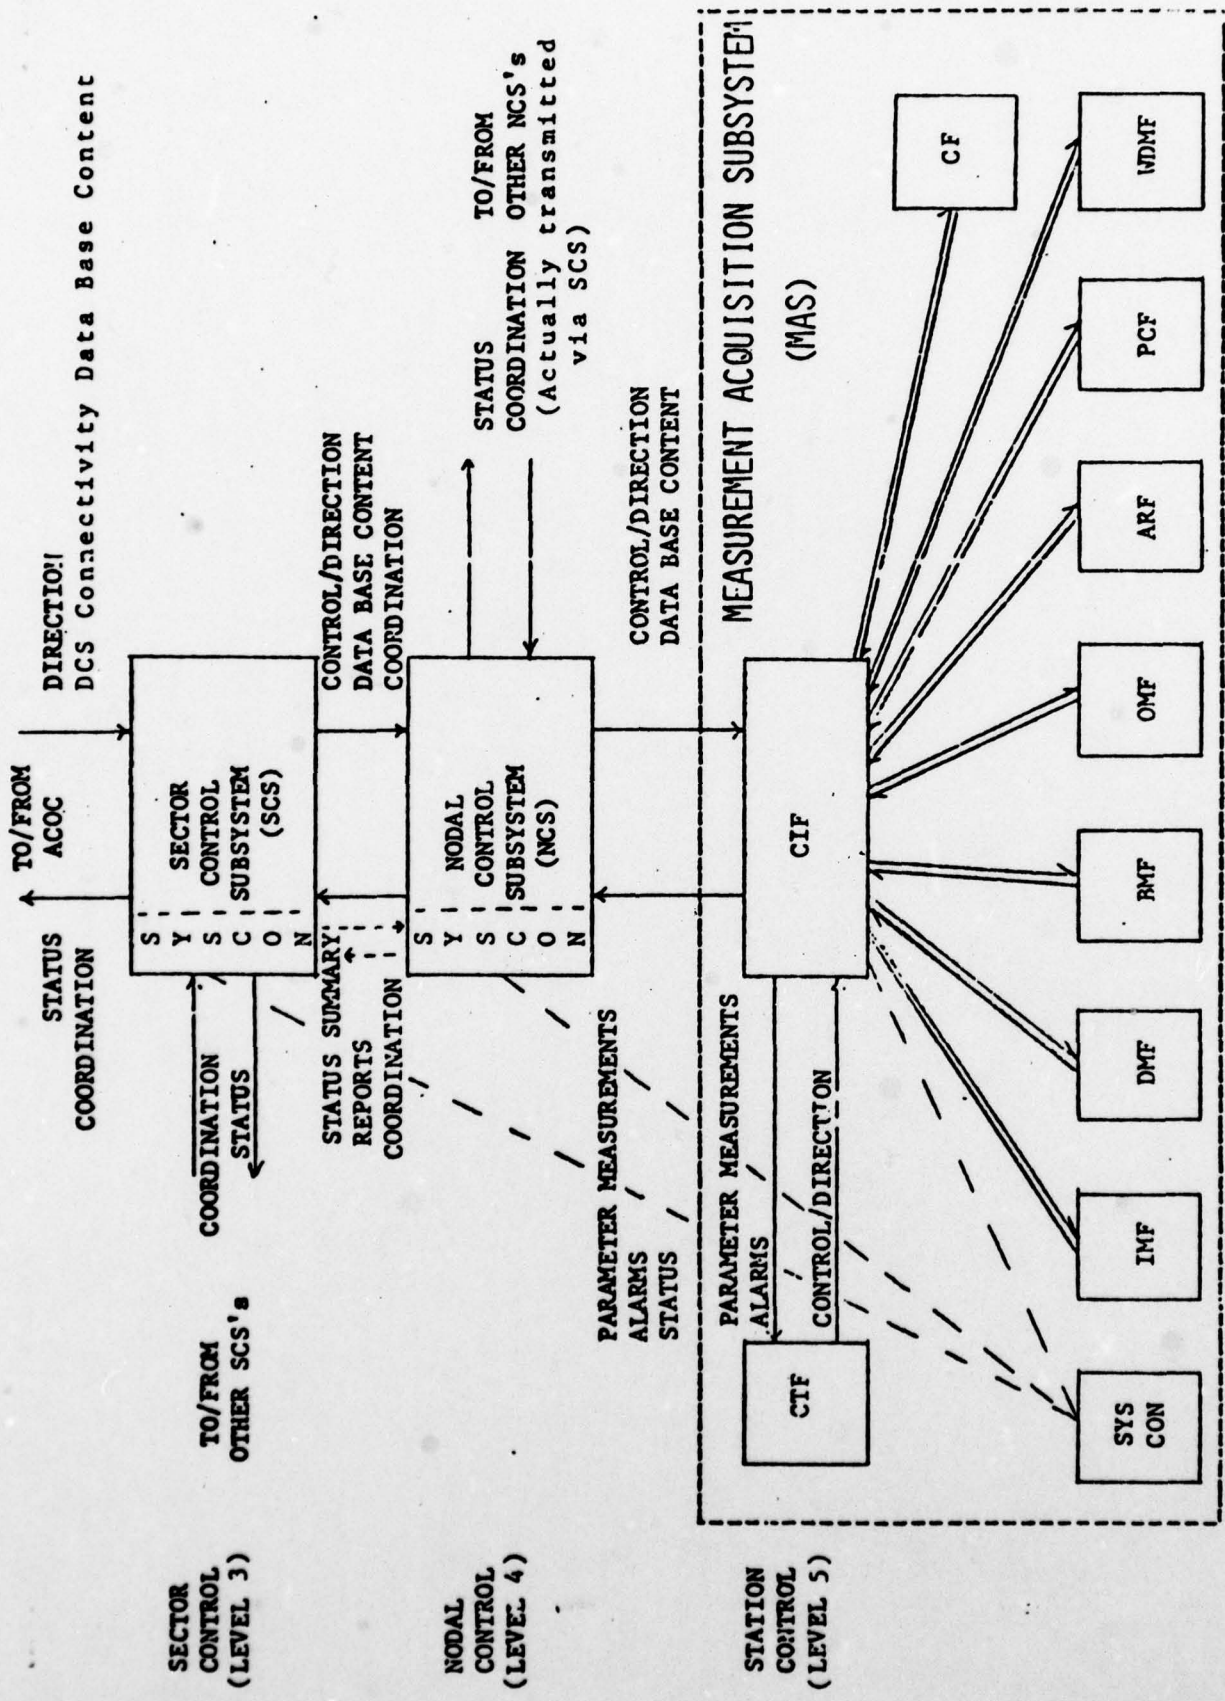 STATUS
COORDINATION
TO/FROM
ACOC
DIRECTION
DCS Connectivity Data Base Content
SECTOR
CONTROL
(LEVEL 3)
TO/FROM
OTHER SCS's
COORDINATION
STATUS
S
Y
S
C
O
N
SECTOR
CONTROL
SUBSYSTEM
(SCS)
STATUS SUMMARY
REPORTS
COORDINATION
CONTROL/DIRECTION
DATA BASE CONTENT
COORDINATION
NODAL
CONTROL
(LEVEL 4)
S
Y
S
C
O
N
NODAL
CONTROL
SUBSYSTEM
(NCS)
STATUS TO/FROM
COORDINATION OTHER NCS's
(Actually transmitted
via SCS)
PARAMETER MEASUREMENTS
ALARMS
STATUS
CONTROL/DIRECTION
DATA BASE CONTENT
STATION
CONTROL
(LEVEL 5)
MEASUREMENT ACQUISITION SUBSYSTEM
(MAS)
PARAMETER MEASUREMENTS
ALARMS
CONTROL/DIRECTION
CTF
CIF
CF
SYS
CON
IMF
DMF
BMF
OMF
ARF
PCF
WDMF